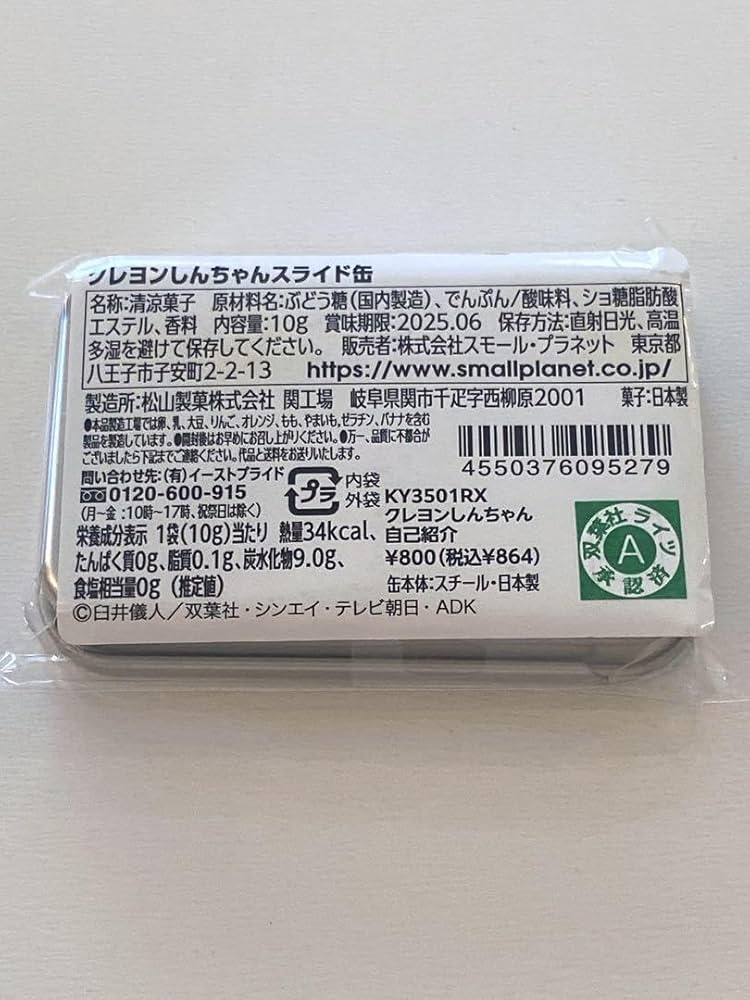 クレヨンしんちゃんスライド缶
名称:清涼菓子 原材料名:ぶどう糖(国内製造)、でんぷん/酸味料、ショ糖脂肪酸
エステル、香料 内容量:10g 賞味期限:2025.06 保存方法:直射日光、高温
多湿を避けて保存してください。 販売者:株式会社スモール・プラネット 東京都
八王子市子安町2-2-13 https://www.smallplanet.co.jp/
製造所:松山製菓株式会社 関工場 岐阜県関市千疋字西柳原2001 菓子:日本製
●本品製造工場では卵、乳、大豆、りんご、オレンジ、もも、やまいも、ゼラチン、バナナを含む
製品を製造しています。●開封後はお早めにお召し上がりください。●万一、品質に不都合が
ございましたら下記までご連絡ください。代品と送料をお送りいたします。
4550376095279
問い合わせ先:(有)イーストプライド
0120-600-915
(月~金:10時~17時、祝祭日は除く)
プラ
内袋
外袋
KY3501RX
クレヨンしんちゃん
自己紹介
¥800(税込¥864)
缶本体:スチール・日本製
栄養成分表示 1袋(10g)当たり 熱量34kcal、
たんぱく質0g、脂質0.1g、炭水化物9.0g、
食塩相当量0g (推定値)
双葉社ライツ
A
承認済
©臼井儀人/双葉社・シンエイ・テレビ朝日・ADK